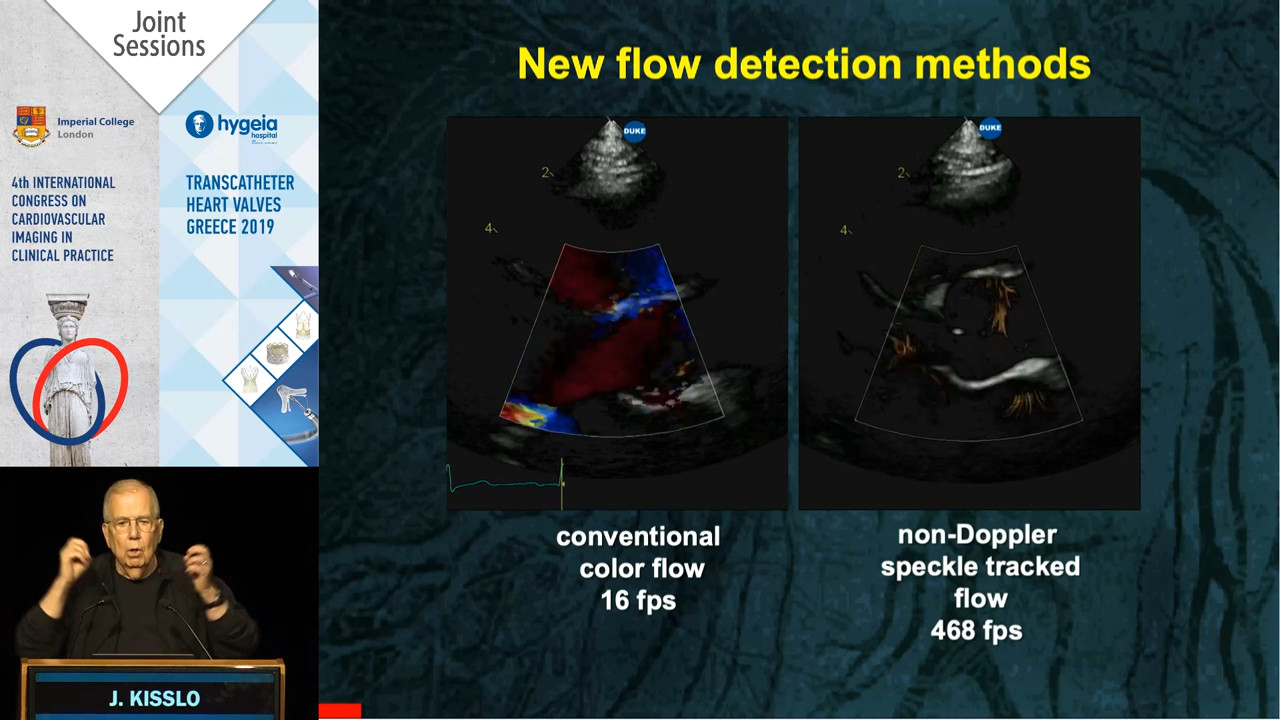 Joint
Sessions
Imperial College
London
hygeia
hospital
4th INTERNATIONAL
CONGRESS ON
CARDIOVASCULAR
IMAGING IN
CLINICAL PRACTICE
TRANSCATHETER
HEART VALVES
GREECE 2019
New flow detection methods
DUKE
2
4
DUKE
2
4
conventional
color flow
16 fps
non-Doppler
speckle tracked
flow
468 fps
J. KISSLO